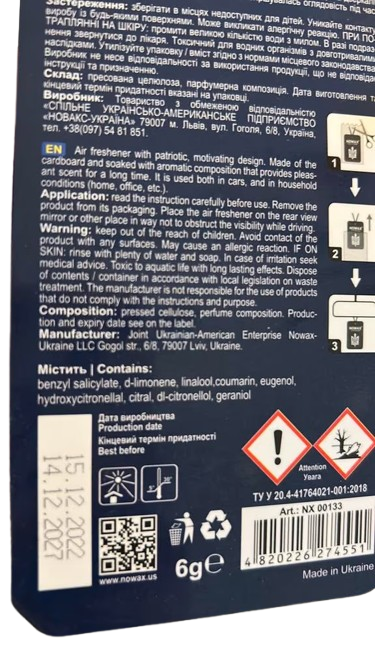 Застереження: зберігати в місцях недоступних для дітей. Уникайте контакту
виробу із будь-якими поверхнями. Може викликати алергічну реакцію. ПРИ ПО-
ТРАПЛЯННІ НА ШКІРУ: промити великою кількістю води з милом. В разі подраз-
нення звернутися до лікаря. Токсичний для водних організмів з довготривалими
наслідками. Утилізуйте упаковку / вміст згідно з нормами місцевого законодавства.
Виробник не несе відповідальності за використання продукції, що не відповідає
інструкції та призначенню.
Склад: пресована целюлоза, парфумерна композиція. Дата виготовлення та
кінцевий термін придатності вказані на упаковці.
Виробник: Товариство з обмеженою відповідальністю
«СПІЛЬНЕ УКРАЇНСЬКО-АМЕРИКАНСЬКЕ ПІДПРИЄМСТВО
«НОВАКС-УКРАЇНА» 79007 м. Львів, вул. Гоголя, 6/8, Україна,
тел. +38(097) 54 81 851.
EN Air freshener with patriotic, motivating design. Made of the
cardboard and soaked with aromatic composition that provides pleas-
ant scent for a long time. It is used both in cars, and in household
conditions (home, office, etc.).
Application: read the instruction carefully before use. Remove the
product from its packaging. Place the air freshener on the rear view
mirror or other place in way not to obstruct the visibility while driving.
Warning: keep out of the reach of children. Avoid contact of the
product with any surfaces. May cause an allergic reaction. IF ON
SKIN: rinse with plenty of water and soap. In case of irritation seek
medical advice. Toxic to aquatic life with long lasting effects. Dispose
of contents / container in accordance with local legislation on waste
treatment. The manufacturer is not responsible for the use of products
that do not comply with the instructions and purpose.
Composition: pressed cellulose, perfume composition. Produc-
tion and expiry date see on the label.
Manufacturer: Joint Ukrainian-American Enterprise Nowax-
Ukraine LLC Gogol str., 6/8, 79007 Lviv, Ukraine.
1
2
3
Містить | Contains:
benzyl salicylate, d-limonene, linalool,coumarin, eugenol,
hydroxycitronellal, citral, dl-citronellol, geraniol
Дата виробництва
Production date
Кінцевий термін придатності
Best before
15.12.2022
14.12.2027
Attention
Увага
ТУ У 20.4-41764021-001:2018
Art.: NX 00133
4 820226 274551
www.nowax.us
6g℮
Made in Ukraine